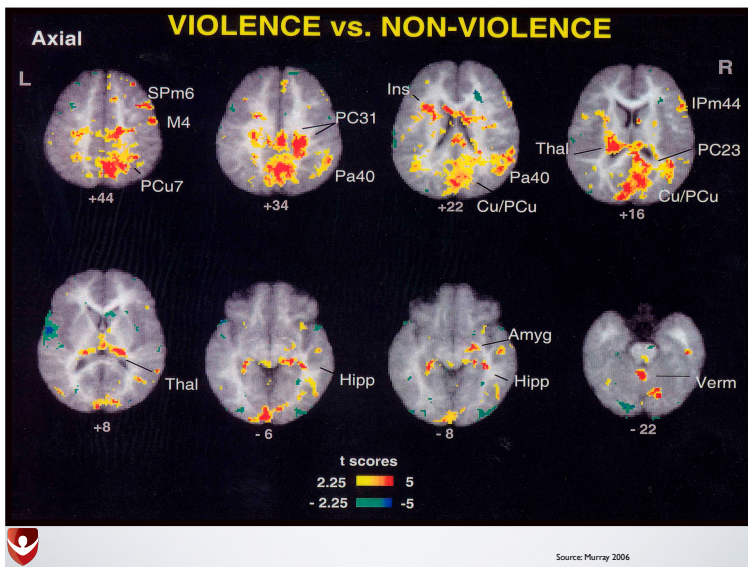 VIOLENCE vs. NON-VIOLENCE
Axial
L
R
SPm6
M4
PCu7
+44
PC31
Pa40
+34
Ins
Pa40
Cu/PCu
+22
IPm44
Thal
PC23
Cu/PCu
+16
Thal
+8
Hipp
- 6
Amyg
Hipp
- 8
Verm
- 22
t scores
2.25 5
- 2.25 -5
Source: Murray 2006